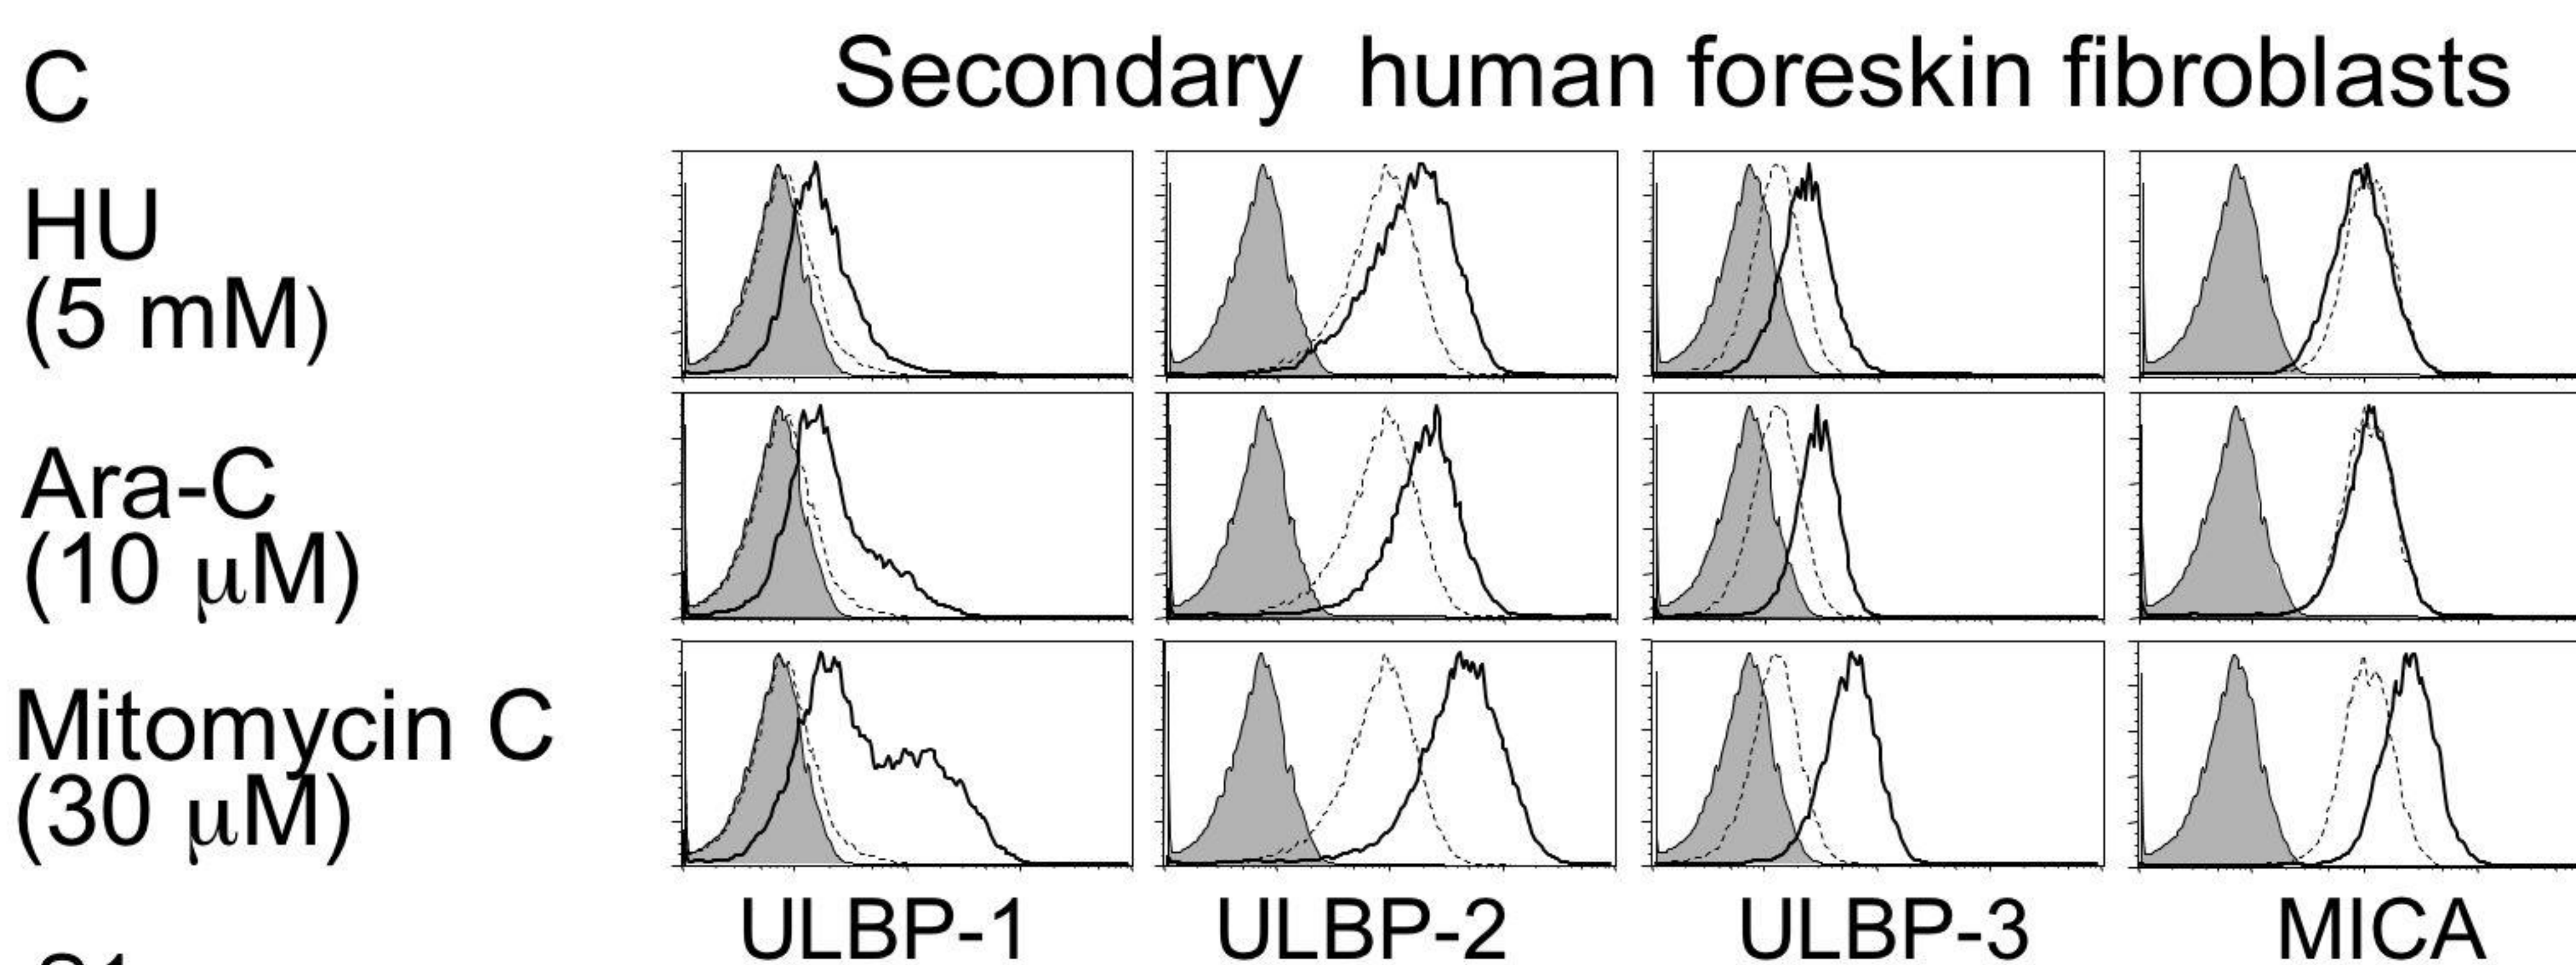 C
Secondary human foreskin fibroblasts
HU
(5 mM)
Ara-C
(10 μM)
Mitomycin C
(30 μM)
ULBP-1 ULBP-2 ULBP-3 MICA